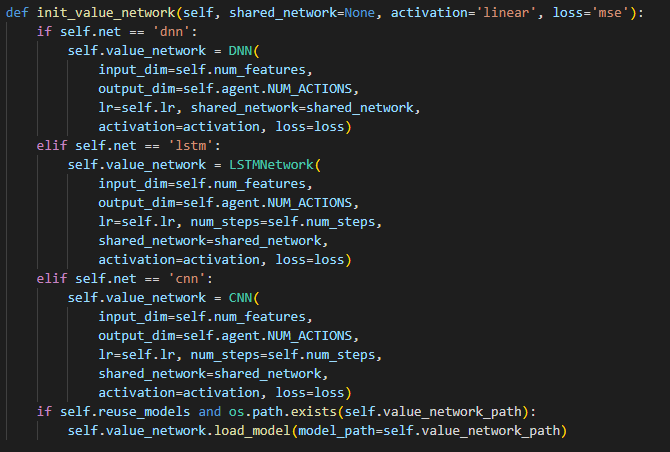 def init_value_network(self, shared_network=None, activation='linear', loss='mse'):
    if self.net == 'dnn':
        self.value_network = DNN(
            input_dim=self.num_features,
            output_dim=self.agent.NUM_ACTIONS,
            lr=self.lr, shared_network=shared_network,
            activation=activation, loss=loss)
    elif self.net == 'lstm':
        self.value_network = LSTMNetwork(
            input_dim=self.num_features,
            output_dim=self.agent.NUM_ACTIONS,
            lr=self.lr, num_steps=self.num_steps,
            shared_network=shared_network,
            activation=activation, loss=loss)
    elif self.net == 'cnn':
        self.value_network = CNN(
            input_dim=self.num_features,
            output_dim=self.agent.NUM_ACTIONS,
            lr=self.lr, num_steps=self.num_steps,
            shared_network=shared_network,
            activation=activation, loss=loss)
    if self.reuse_models and os.path.exists(self.value_network_path):
        self.value_network.load_model(model_path=self.value_network_path)